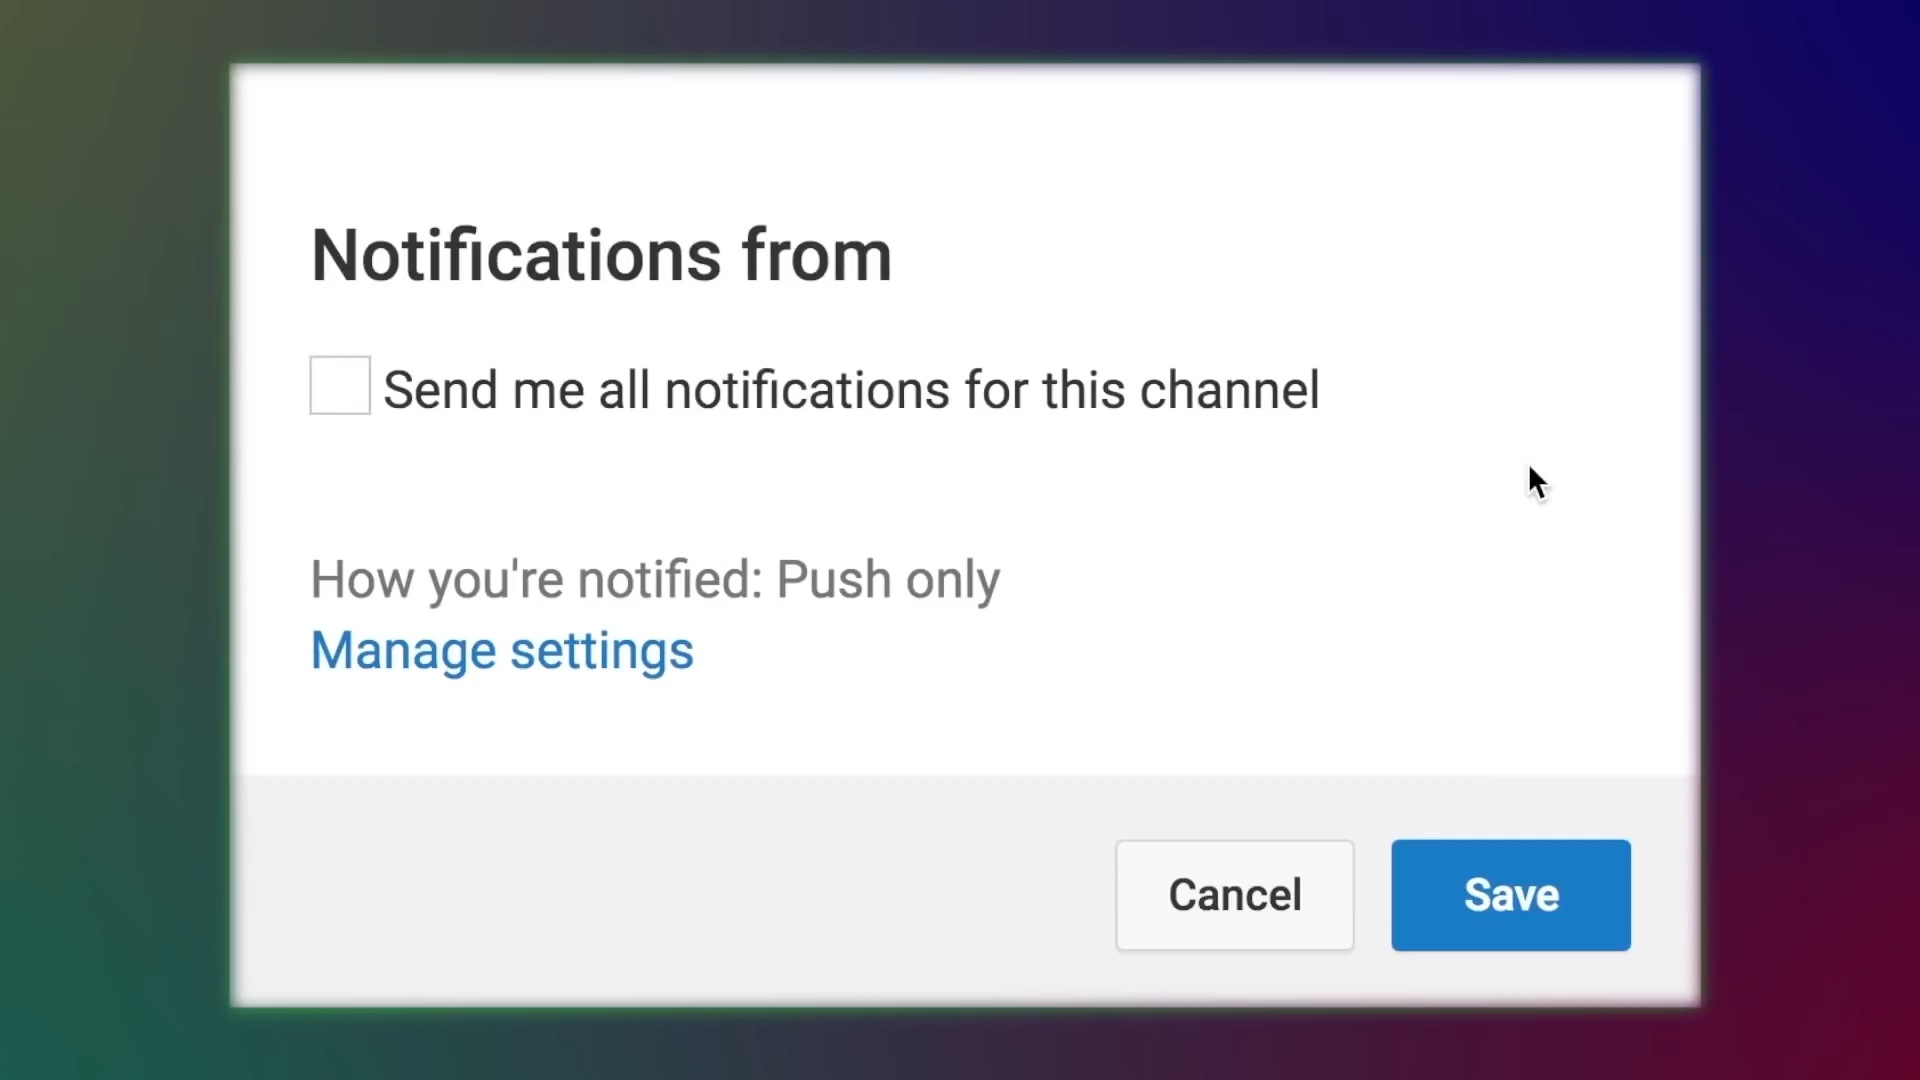 Notifications from
Send me all notifications for this channel
How you're notified: Push only
Manage settings
Cancel Save